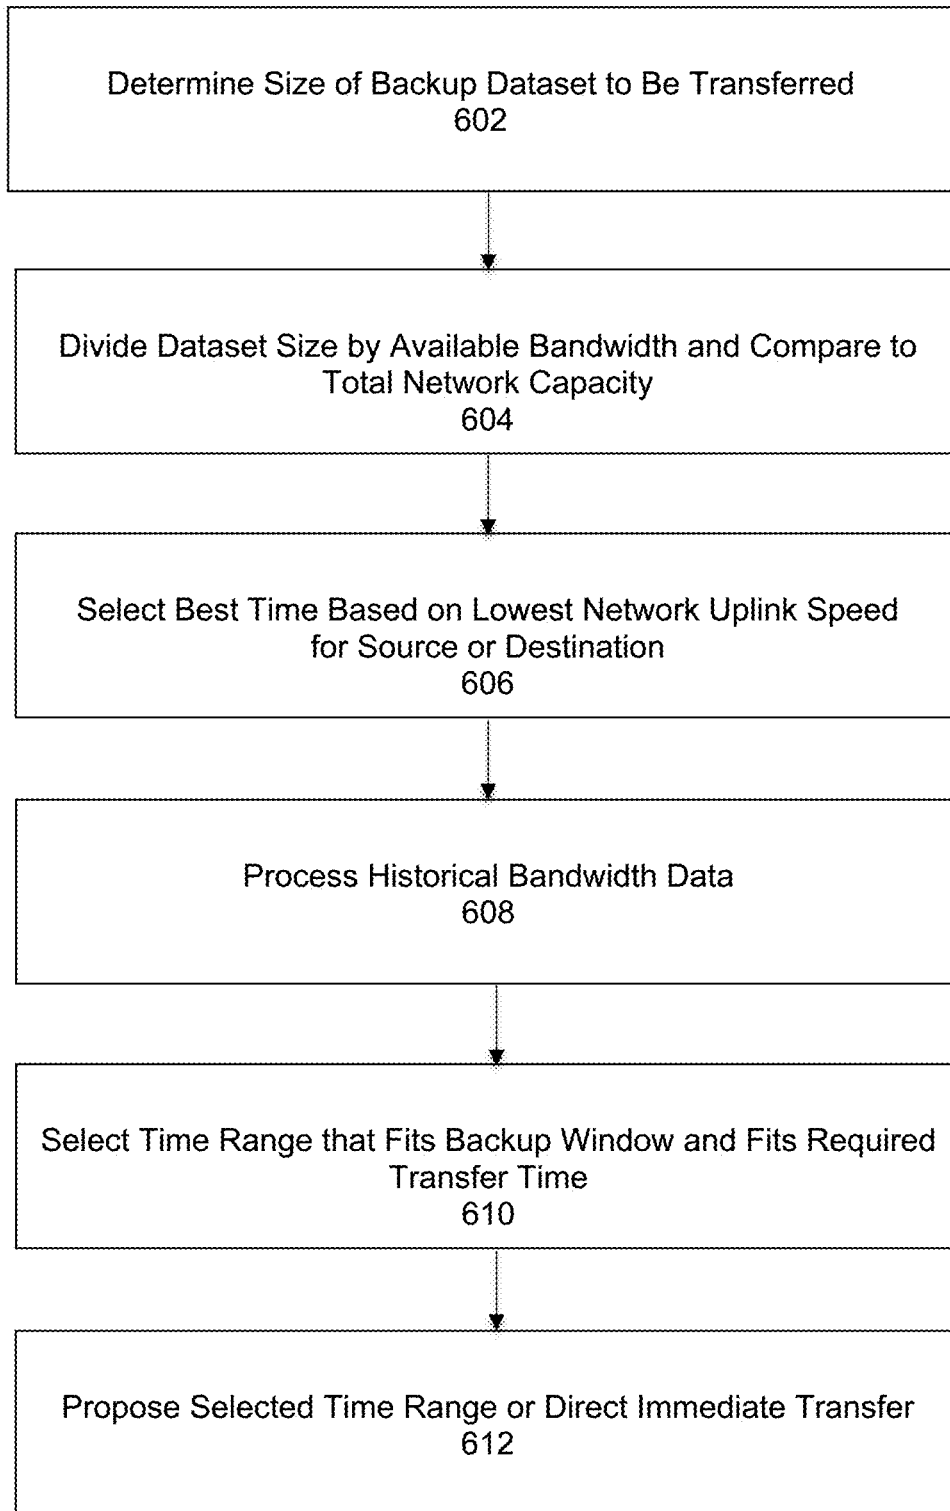 Determine Size of Backup Dataset to Be Transferred
602
Divide Dataset Size by Available Bandwidth and Compare to
Total Network Capacity
604
Select Best Time Based on Lowest Network Uplink Speed
for Source or Destination
606
Process Historical Bandwidth Data
608
Select Time Range that Fits Backup Window and Fits Required
Transfer Time
610
Propose Selected Time Range or Direct Immediate Transfer
612